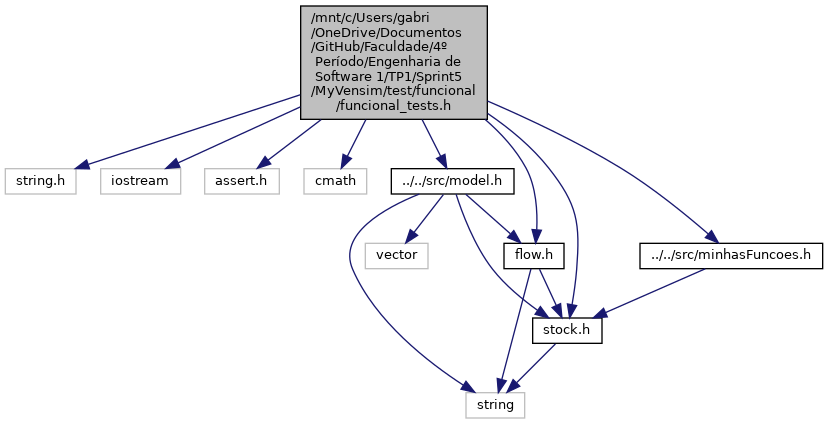 /mnt/c/Users/gabri
/OneDrive/Documentos
/GitHub/Faculdade/4º
Período/Engenharia de
Software 1/TP1/Sprint5
/MyVensim/test/funcional
/funcional_tests.h
string.h
iostream
assert.h
cmath
../../src/model.h
vector
flow.h
../../src/minhasFuncoes.h
stock.h
string